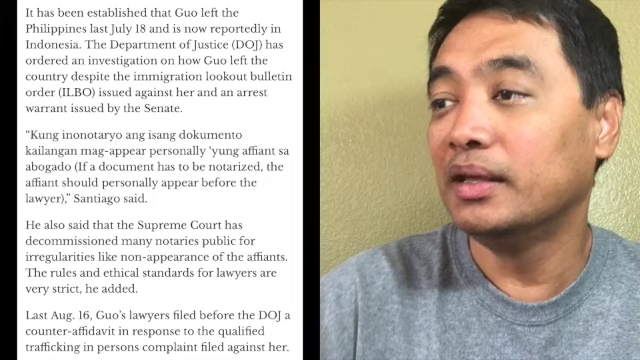 It has been established that Guo left the
Philippines last July 18 and is now reportedly in
Indonesia. The Department of Justice (DOJ) has
ordered an investigation on how Guo left the
country despite the immigration lookout bulletin
order (ILBO) issued against her and an arrest
warrant issued by the Senate.
“Kung inonotaryo ang isang dokumento
kailangan mag-appear personally ‘yung affiant sa
abogado (If a document has to be notarized, the
affiant should personally appear before the
lawyer),” Santiago said.
He also said that the Supreme Court has
decommissioned many notaries public for
irregularities like non-appearance of the affiants.
The rules and ethical standards for lawyers are
very strict, he added.
Last Aug. 16, Guo’s lawyers filed before the DOJ a
counter-affidavit in response to the qualified
trafficking in persons complaint filed against her.